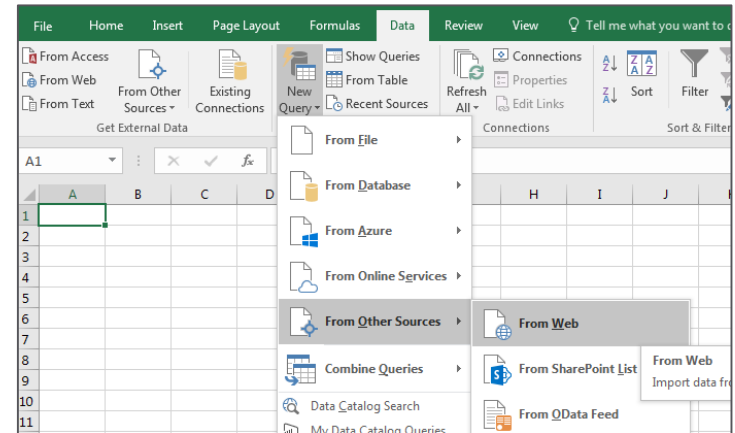 File Home Insert Page Layout Formulas Data Review View Tell me what you want to
From Access
From Web
From Text
From Other
Sources
Existing
Connections
Get External Data
New
Query
Show Queries
From Table
Recent Sources
Refresh
All
Connections
Properties
Edit Links
Connections
Sort
Filter
Sort & Filter
A1
fx
A B C D H I J
1
2
3
4
5
6
7
8
9
10
11
From File
From Database
From Azure
From Online Services
From Other Sources
Combine Queries
Data Catalog Search
My Data Catalog Queries
From Web
From SharePoint List
From OData Feed
From Web
Import data